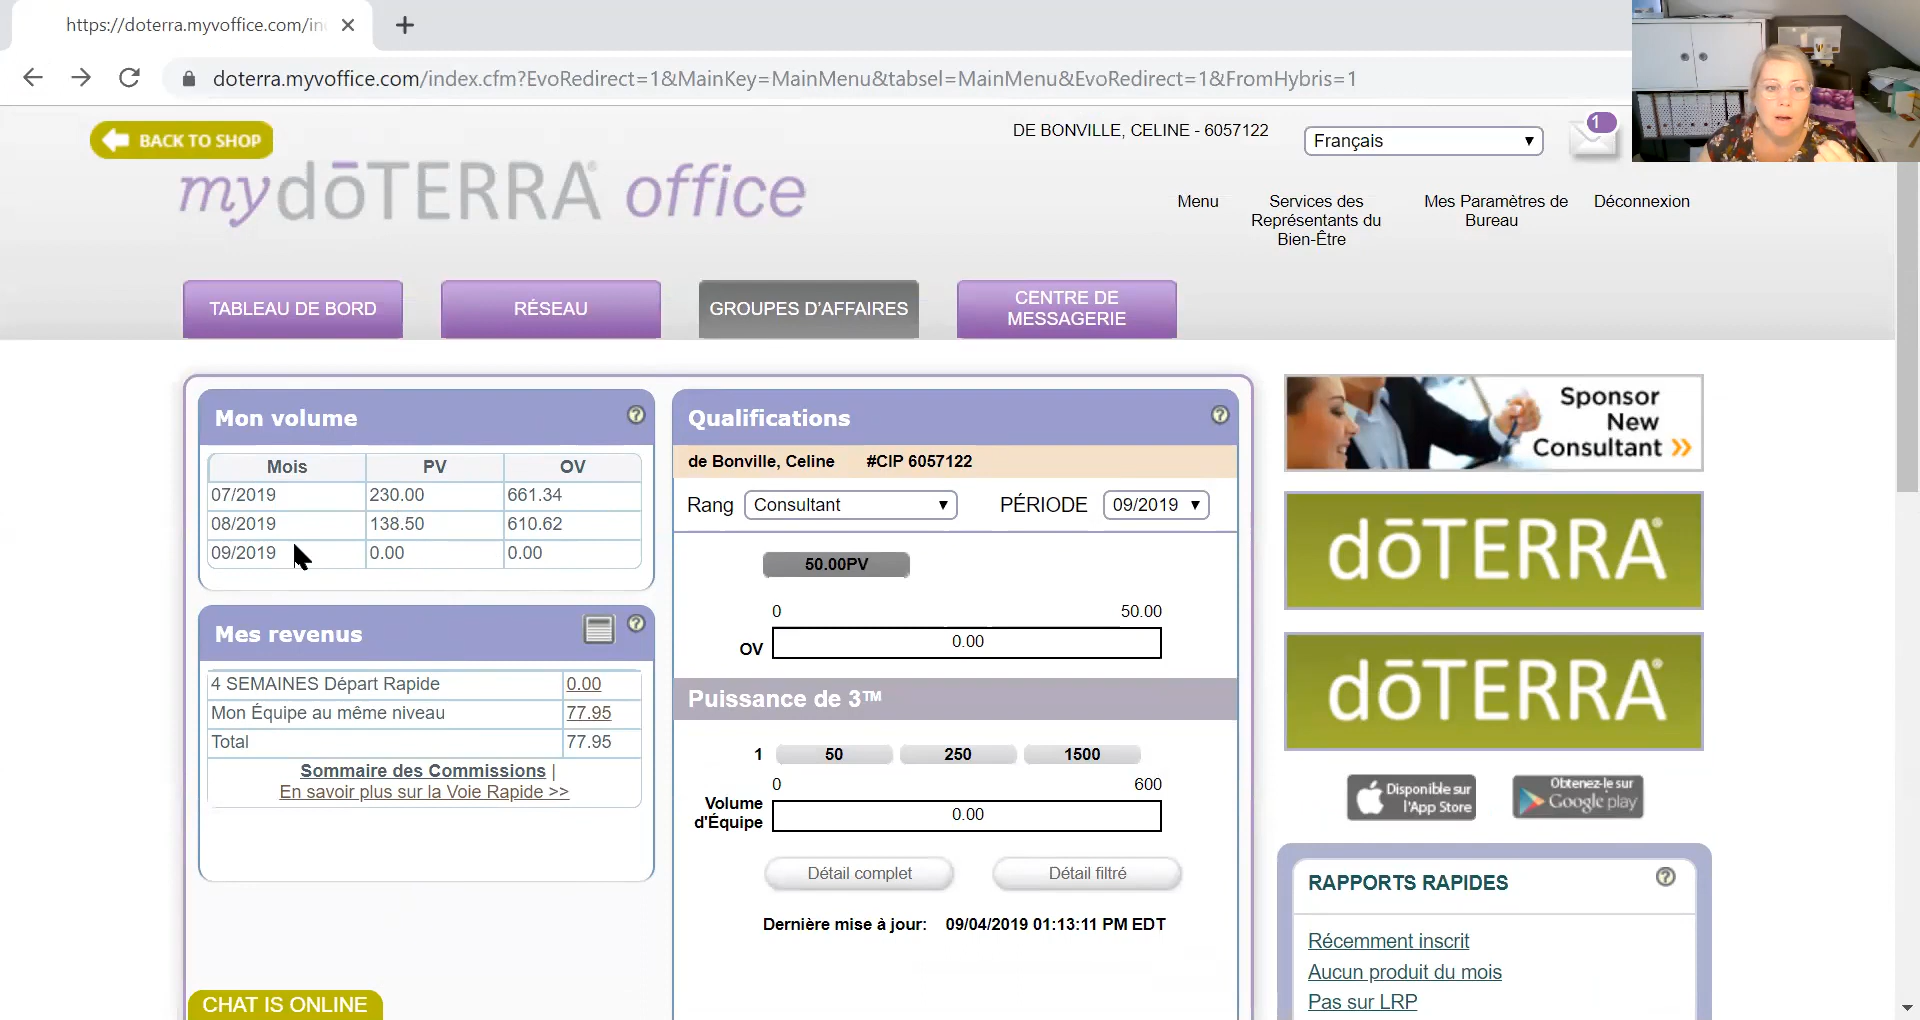 https://doterra.myvoffice.com/in
doterra.myvoffice.com/index.cfm?EvoRedirect=1&MainKey=MainMenu&tabsel=MainMenu&EvoRedirect=1&FromHybris=1
BACK TO SHOP
mydōTERRA® office
DE BONVILLE, CELINE - 6057122
Français
1
Menu
Services des
Représentants du
Bien-Être
Mes Paramètres de
Bureau
Déconnexion
TABLEAU DE BORD
RÉSEAU
GROUPES D'AFFAIRES
CENTRE DE
MESSAGERIE
Mon volume
Mois PV OV
07/2019 230.00 661.34
08/2019 138.50 610.62
09/2019 0.00 0.00
Mes revenus
4 SEMAINES Départ Rapide 0.00
Mon Équipe au même niveau 77.95
Total 77.95
Sommaire des Commissions |
En savoir plus sur la Voie Rapide >>
CHAT IS ONLINE
Qualifications
de Bonville, Celine #CIP 6057122
Rang Consultant PÉRIODE 09/2019
50.00PV
0 50.00
OV 0.00
Puissance de 3™
1 50 250 1500
0 600
Volume
d'Équipe 0.00
Détail complet Détail filtré
Dernière mise à jour: 09/04/2019 01:13:11 PM EDT
Sponsor
New
Consultant »
dōTERRA®
dōTERRA®
Disponible sur
l'App Store
Obtenez-le sur
Google play
RAPPORTS RAPIDES
Récemment inscrit
Aucun produit du mois
Pas sur LRP